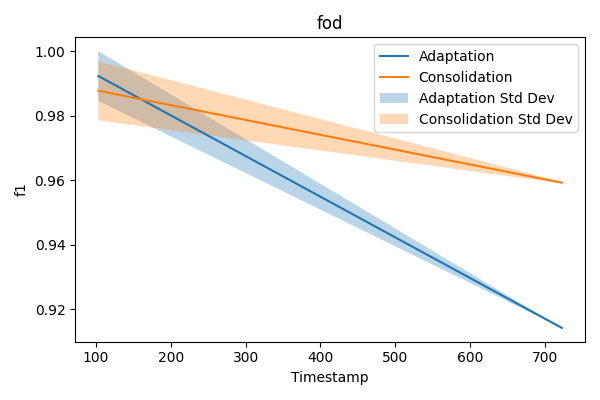 fod
1.00
0.98
0.96
0.94
0.92
f1
Adaptation
Consolidation
Adaptation Std Dev
Consolidation Std Dev
100 200 300 400 500 600 700
Timestamp